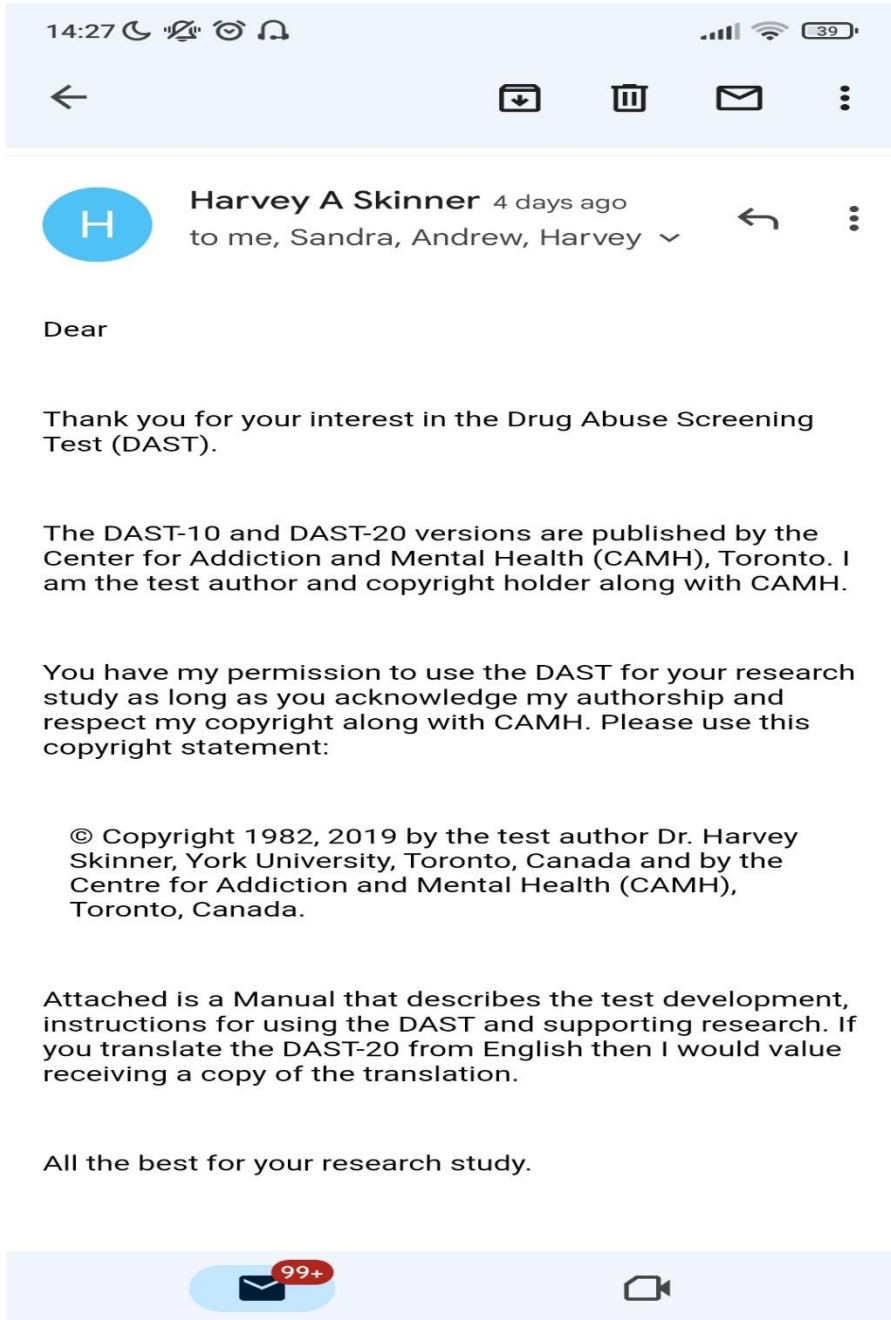 14:27
39
H
Harvey A Skinner 4 days ago
to me, Sandra, Andrew, Harvey
Dear
Thank you for your interest in the Drug Abuse Screening
Test (DAST).
The DAST-10 and DAST-20 versions are published by the
Center for Addiction and Mental Health (CAMH), Toronto. I
am the test author and copyright holder along with CAMH.
You have my permission to use the DAST for your research
study as long as you acknowledge my authorship and
respect my copyright along with CAMH. Please use this
copyright statement:
© Copyright 1982, 2019 by the test author Dr. Harvey
Skinner, York University, Toronto, Canada and by the
Centre for Addiction and Mental Health (CAMH),
Toronto, Canada.
Attached is a Manual that describes the test development,
instructions for using the DAST and supporting research. If
you translate the DAST-20 from English then I would value
receiving a copy of the translation.
All the best for your research study.
99+